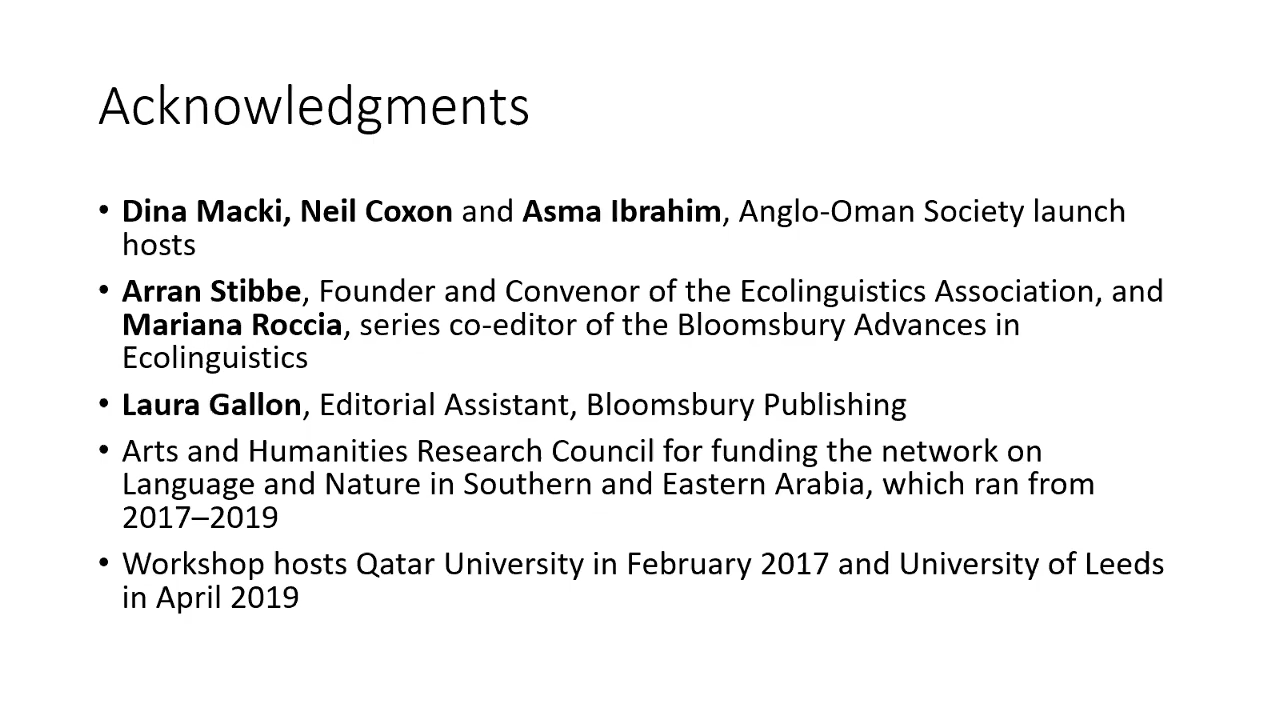 Acknowledgments
• Dina Macki, Neil Coxon and Asma Ibrahim, Anglo-Oman Society launch
hosts
• Arran Stibbe, Founder and Convenor of the Ecolinguistics Association, and
Mariana Roccia, series co-editor of the Bloomsbury Advances in
Ecolinguistics
• Laura Gallon, Editorial Assistant, Bloomsbury Publishing
• Arts and Humanities Research Council for funding the network on
Language and Nature in Southern and Eastern Arabia, which ran from
2017–2019
• Workshop hosts Qatar University in February 2017 and University of Leeds
in April 2019